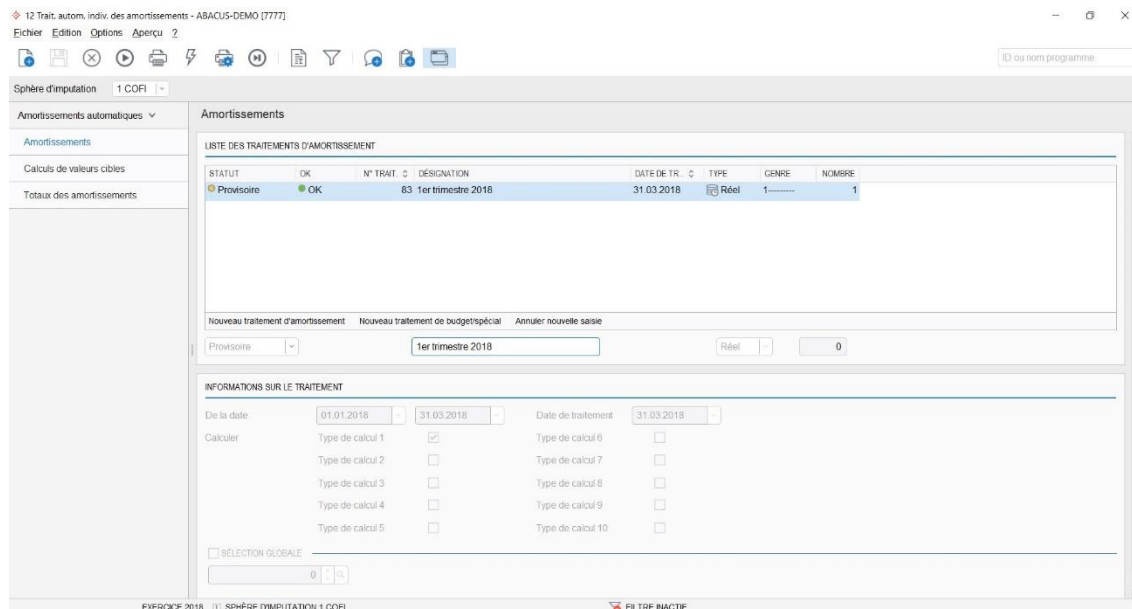 12 Trait. autom. indiv. des amortissements - ABACUS-DEMO [7777]
Eichier Edition Options Aperçu ?
ID ou nom programme
Sphère d'imputation 1 COFI
Amortissements automatiques
Amortissements
Calculs de valeurs cibles
Totaux des amortissements
Amortissements
LISTE DES TRAITEMENTS D'AMORTISSEMENT
STATUT OK N° TRAIT. DÉSIGNATION DATE DE TR... TYPE GENRE NOMBRE
Provisoire OK 83 1er trimestre 2018 31.03.2018 Réel 1--------- 1
Nouveau traitement d'amortissement Nouveau traitement de budget/spécial Annuler nouvelle saisie
Provisoire 1er trimestre 2018 Réel 0
INFORMATIONS SUR LE TRAITEMENT
De la date 01.01.2018 31.03.2018 Date de traitement 31.03.2018
Calculer Type de calcul 1 Type de calcul 6
Type de calcul 2 Type de calcul 7
Type de calcul 3 Type de calcul 8
Type de calcul 4 Type de calcul 9
Type de calcul 5 Type de calcul 10
SÉLECTION GLOBALE
0
EXERCICE 2018 SPHÈRE D'IMPUTATION 1 COFI FILTRE INACTIF